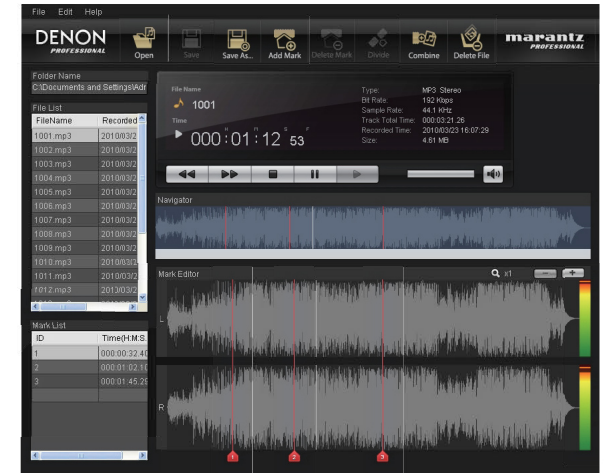 File Edit Help
DENON
PROFESSIONAL
Open
Save
Save As..
Add Mark
Delete Mark
Divide
Combine
Delete File
marantz
PROFESSIONAL
Folder Name
C:\Documents and Settings\Adr
File List
FileName Recorded
1001.mp3 2010/03/2
1002.mp3 2010/03/2
1003.mp3 2010/03/2
1004.mp3 2010/03/2
1005.mp3 2010/03/2
1006.mp3 2010/03/2
1007.mp3 2010/03/2
1008.mp3 2010/03/2
1009.mp3 2010/03/2
1010.mp3 2010/03/2
1011.mp3 2010/03/2
1012.mp3 2013/03/2
File Name
1001
Time
H M S F
000:01:12 53
Type: MP3 Stereo
Bit Rate: 192 Kbps
Sample Rate: 44.1 KHz
Track Total Time: 000:03:21.26
Recorded Time: 2010/03/23 16:07:29
Size: 4.61 MB
Navigator
Mark Editor
x1
L
R
1 2 3
Mark List
ID Time(H:M:S.
1 000:00:32.40
2 000:01:02.10
3 000:01:45.29